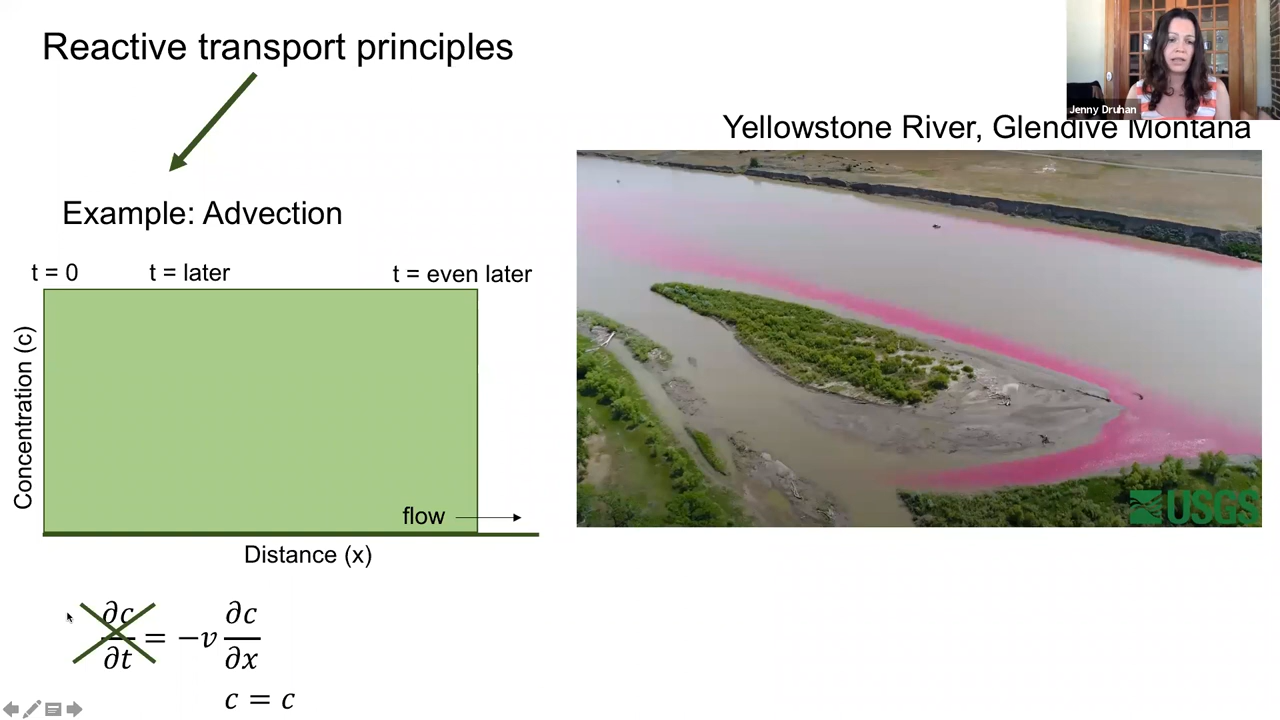 Reactive transport principles
Jenny Druhan
Yellowstone River, Glendive Montana
Example: Advection
t = 0
t = later
t = even later
Concentration (c)
flow
Distance (x)
∂c/∂t = −v ∂c/∂x
c = c
USGS